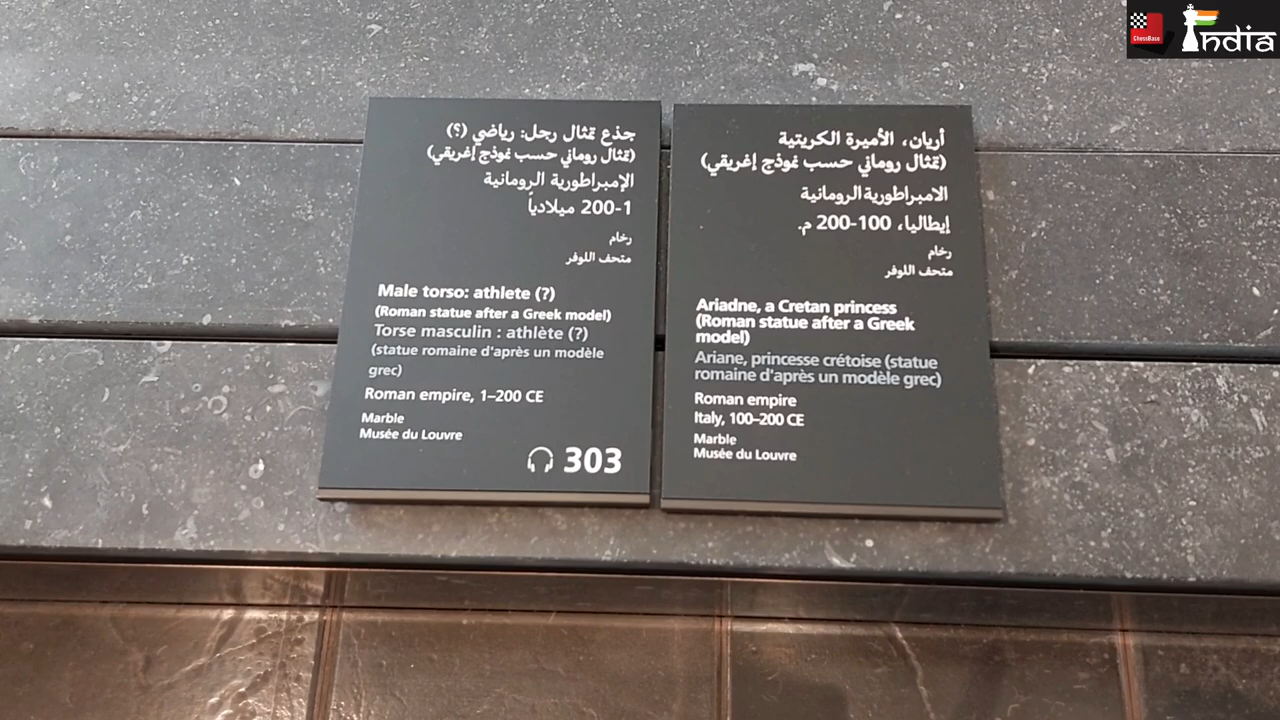 جذع تمثال رجل: رياضي (؟)
(تمثال روماني حسب نموذج إغريقي)
الإمبراطورية الرومانية
1-200 ميلادياً
رخام
متحف اللوفر
Male torso: athlete (?)
(Roman statue after a Greek model)
Torse masculin : athlète (?)
(statue romaine d'après un modèle
grec)
Roman empire, 1–200 CE
Marble
Musée du Louvre
303
أريان، الأميرة الكريتية
(تمثال روماني حسب نموذج إغريقي)
الامبراطورية الرومانية
إيطاليا، 100-200 م.
رخام
متحف اللوفر
Ariadne, a Cretan princess
(Roman statue after a Greek
model)
Ariane, princesse crétoise (statue
romaine d'après un modèle grec)
Roman empire
Italy, 100–200 CE
Marble
Musée du Louvre
ChessBase
India